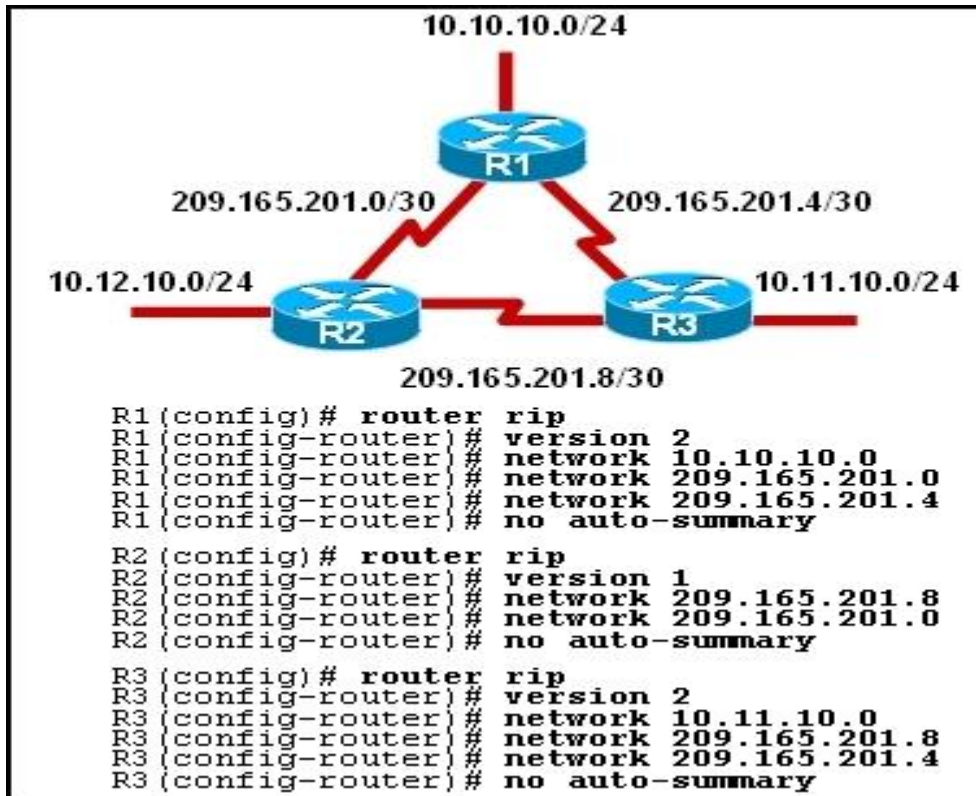 10.10.10.0/24
R1
209.165.201.0/30
209.165.201.4/30
10.12.10.0/24
10.11.10.0/24
R2
R3
209.165.201.8/30
R1(config)# router rip
R1(config-router)# version 2
R1(config-router)# network 10.10.10.0
R1(config-router)# network 209.165.201.0
R1(config-router)# network 209.165.201.4
R1(config-router)# no auto-summary
R2(config)# router rip
R2(config-router)# version 1
R2(config-router)# network 209.165.201.8
R2(config-router)# network 209.165.201.0
R2(config-router)# no auto-summary
R3(config)# router rip
R3(config-router)# version 2
R3(config-router)# network 10.11.10.0
R3(config-router)# network 209.165.201.8
R3(config-router)# network 209.165.201.4
R3(config-router)# no auto-summary